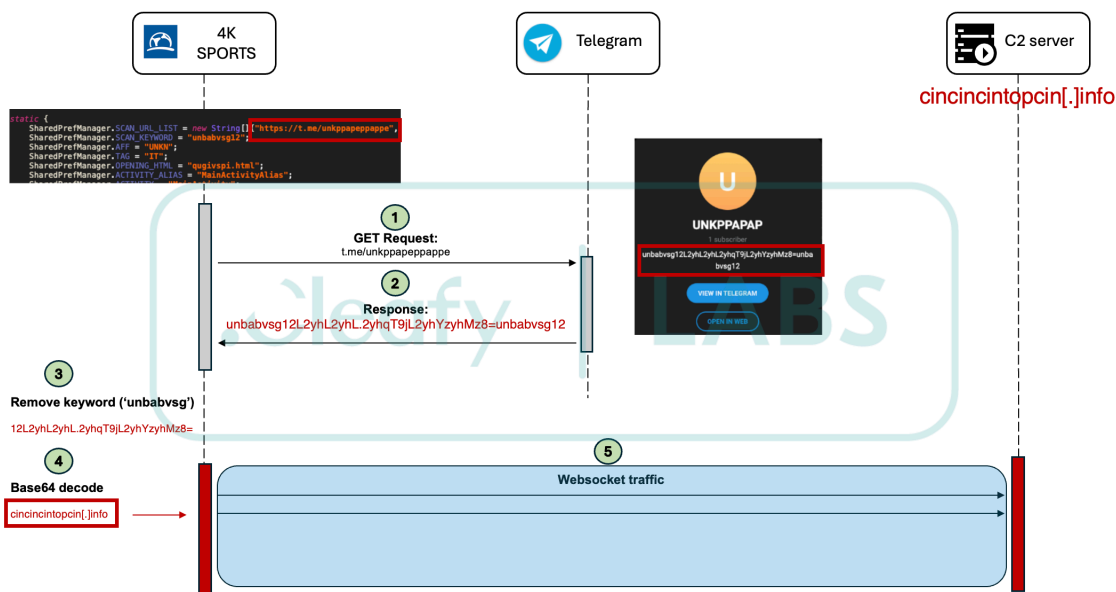 4K
SPORTS
Telegram
C2 server
cincincintopcin[.]info
static {
SharedPrefManager.SCAN_URL_LIST = new String[]{"https://t.me/unkppapeppappe",
SharedPrefManager.SCAN_KEYWORD = "unbabvsg12";
SharedPrefManager.AFF = "UNKN";
SharedPrefManager.TAG = "IT";
SharedPrefManager.OPENING_HTML = "qugivspi.html";
SharedPrefManager.ACTIVITY_ALIAS = "MainActivityAlias";
U
UNKPPAPAP
1 subscriber
unbabvsg12L2yhL2yhL2yhL2yhqT9jL2yhYzyhMz8=unba
bvsg12
VIEW IN TELEGRAM
OPEN IN WEB
1
GET Request:
t.me/unkppapeppappe
2
Response:
unbabvsg12L2yhL2yhL.2yhqT9jL2yhYzyhMz8=unbabvsg12
Cleafy
LABS
3
Remove keyword ('unbabvsg')
12L2yhL2yhL.2yhqT9jL2yhYzyhMz8=
4
Base64 decode
cincincintopcin[.]info
5
Websocket traffic